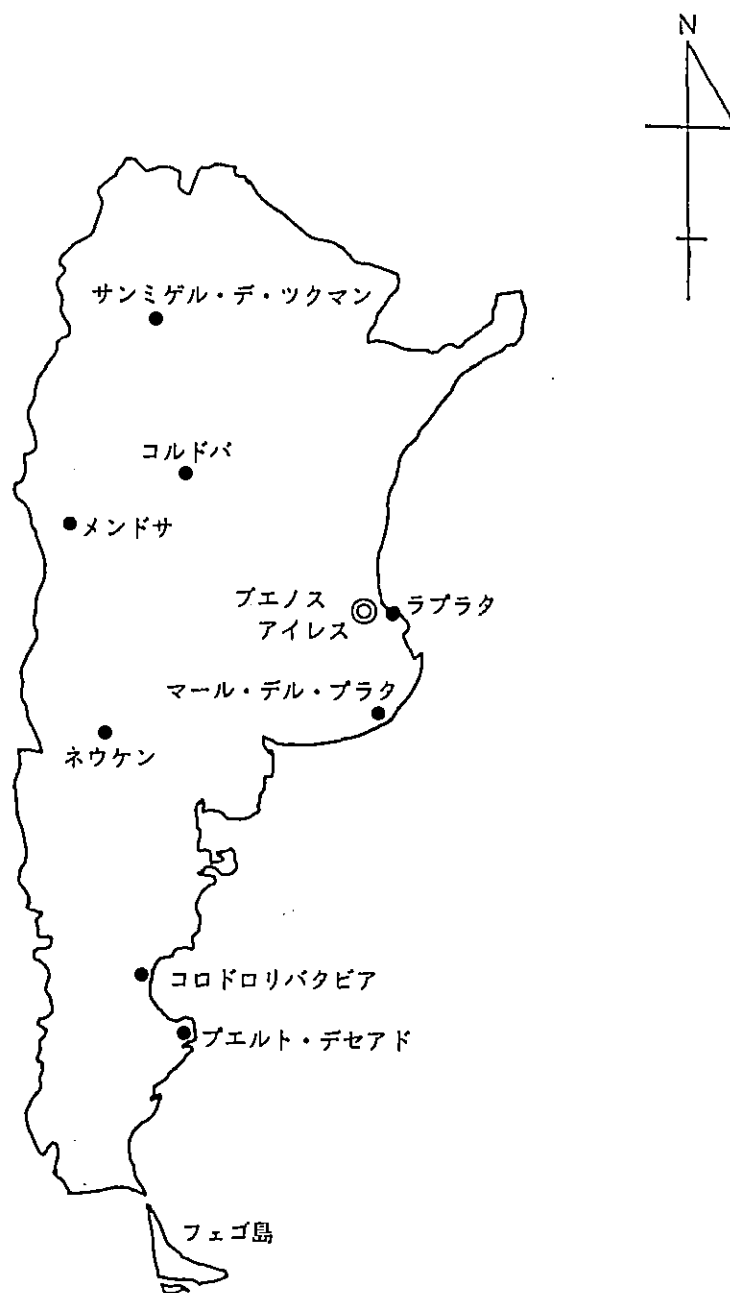 N
サンミゲル・デ・ツクマン
コルドバ
メンドサ
ブエノス
アイレス
ラプラタ
マール・デル・プラタ
ネウケン
コロドロリバタビア
プエルト・デセアド
フェゴ島